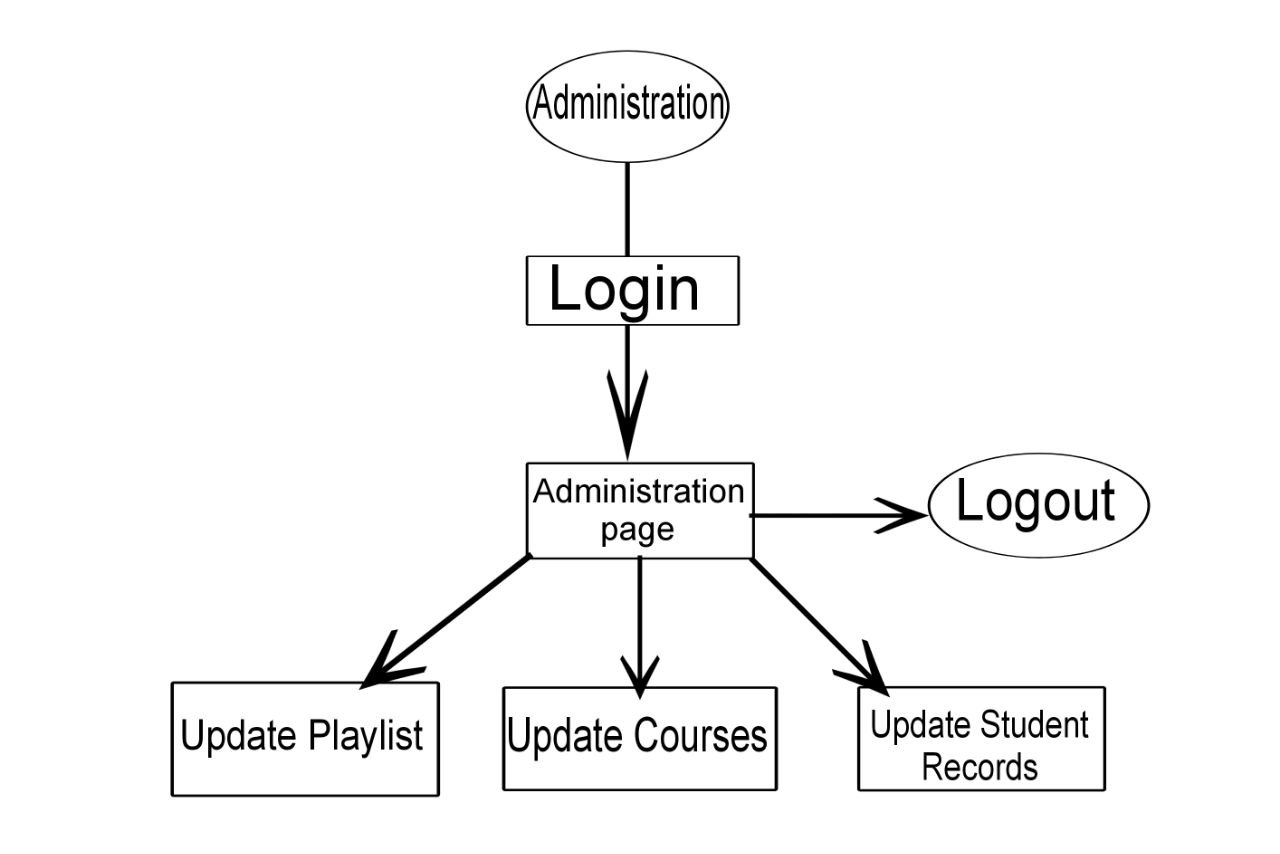 Administration
Login
Administration
page
Logout
Update Playlist
Update Courses
Update Student
Records